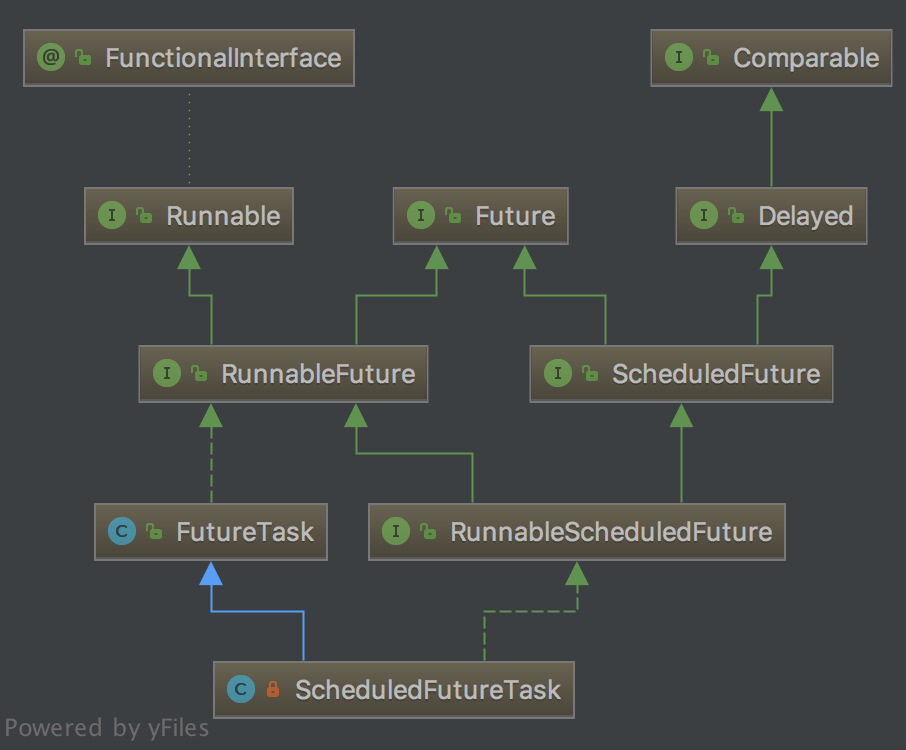 @ FunctionalInterface
I Comparable
I Runnable
I Future
I Delayed
I RunnableFuture
I ScheduledFuture
C FutureTask
I RunnableScheduledFuture
C ScheduledFutureTask
Powered by yFiles